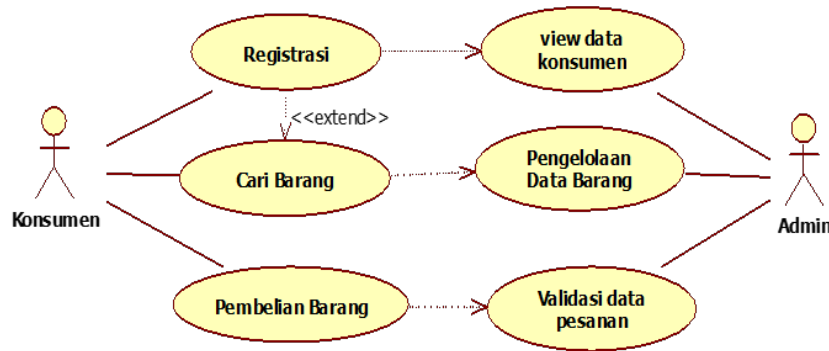 Registrasi
view data
konsumen
<<extend>>
Cari Barang
Pengelolaan
Data Barang
Konsumen
Admin
Pembelian Barang
Validasi data
pesanan